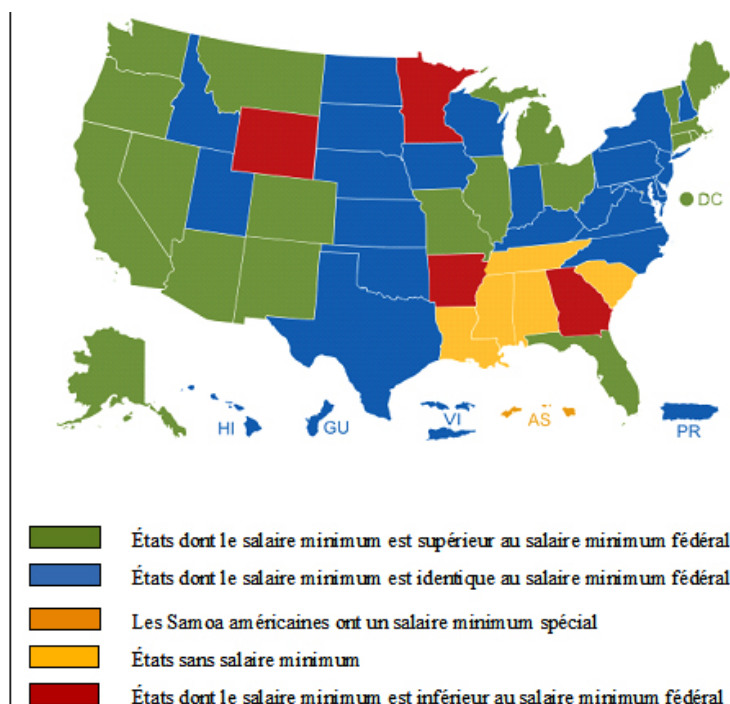 DC
HI
GU
VI
AS
PR
États dont le salaire minimum est supérieur au salaire minimum fédéral
États dont le salaire minimum est identique au salaire minimum fédéral
Les Samoa américaines ont un salaire minimum spécial
États sans salaire minimum
États dont le salaire minimum est inférieur au salaire minimum fédéral